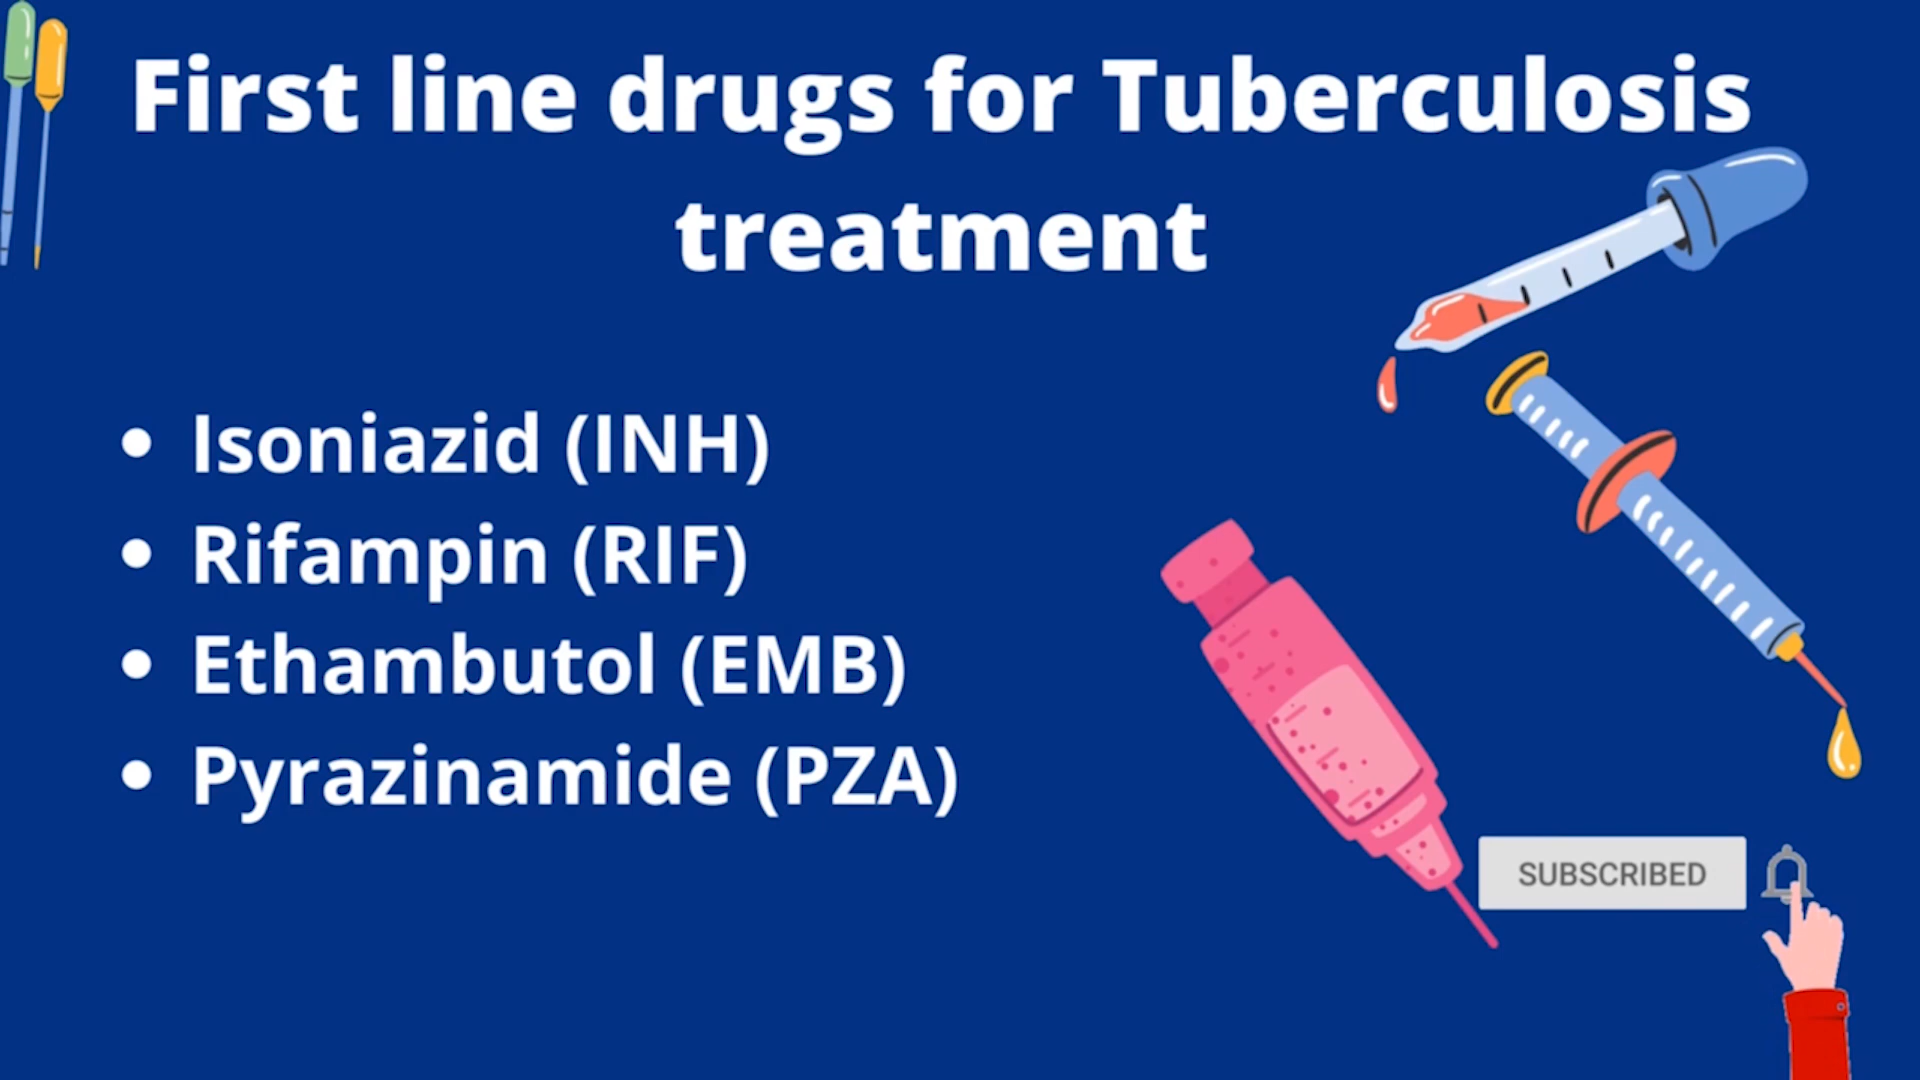 First line drugs for Tuberculosis
treatment
• Isoniazid (INH)
• Rifampin (RIF)
• Ethambutol (EMB)
• Pyrazinamide (PZA)
SUBSCRIBED